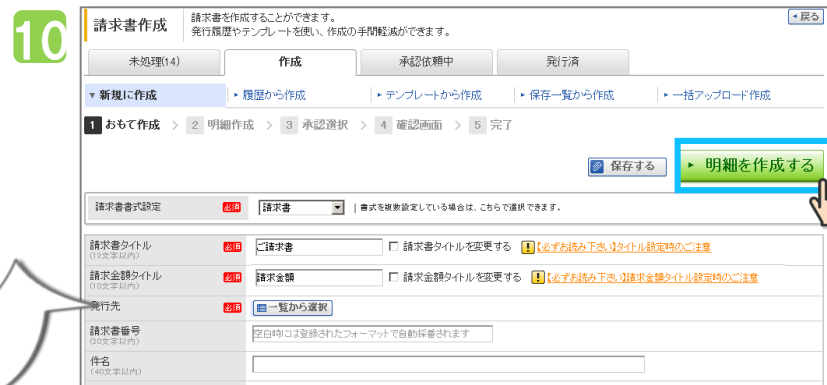 10
請求書作成
請求書を作成することができます。
発行履歴やテンプレートを使い、作成の手間軽減ができます。
戻る
未処理(14) 作成 承認依頼中 発行済
新規に作成 履歴から作成 テンプレートから作成 保存一覧から作成 一括アップロード作成
1 おもて作成 > 2 明細作成 > 3 承認選択 > 4 確認画面 > 5 完了
保存する 明細を作成する
請求書書式設定 必須 請求書 | 書式を複数設定している場合は、こちらで選択できます。
請求書タイトル 必須 ご請求書 請求書タイトルを変更する 【必ずお読み下さい】タイトル設定時のご注意
(12文字以内)
請求金額タイトル 必須 請求金額 請求金額タイトルを変更する 【必ずお読み下さい】請求金額タイトル設定時のご注意
(10文字以内)
発行先 必須 一覧から選択
請求書番号 空白時には登録されたフォーマットで自動採番されます
(20文字以内)
件名
(40文字以内)